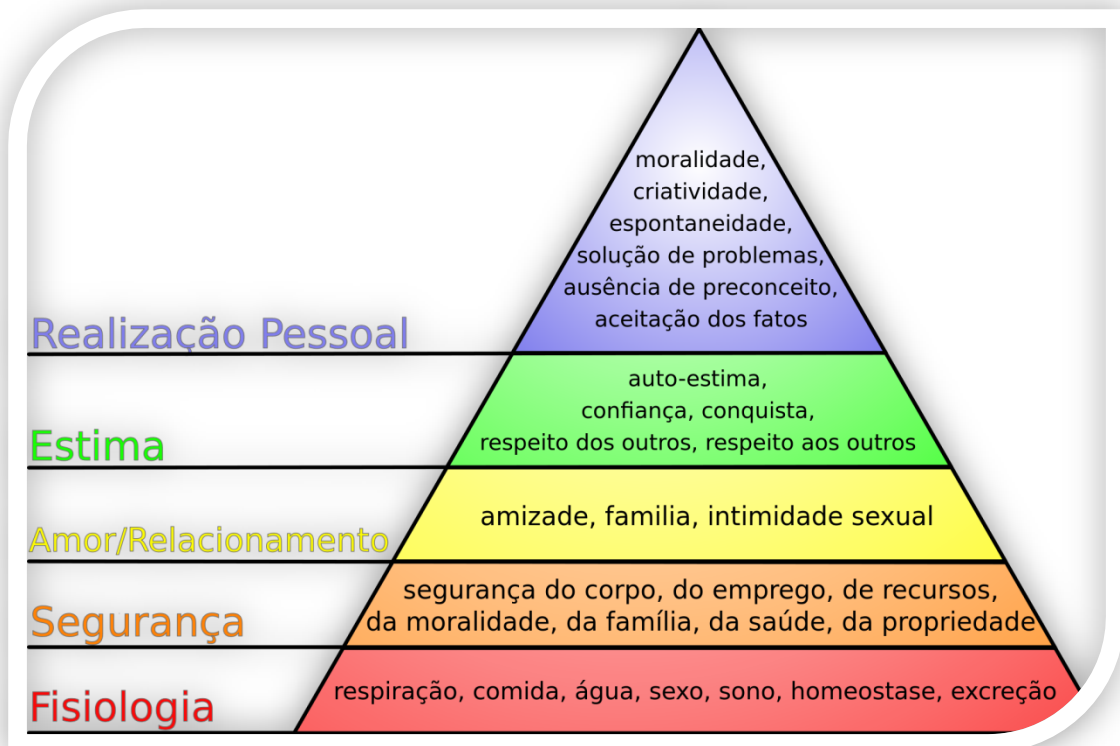 moralidade,
criatividade,
espontaneidade,
solução de problemas,
ausência de preconceito,
aceitação dos fatos
Realização Pessoal
auto-estima,
confiança, conquista,
respeito dos outros, respeito aos outros
Estima
amizade, familia, intimidade sexual
Amor/Relacionamento
segurança do corpo, do emprego, de recursos,
da moralidade, da família, da saúde, da propriedade
Segurança
respiração, comida, água, sexo, sono, homeostase, excreção
Fisiologia